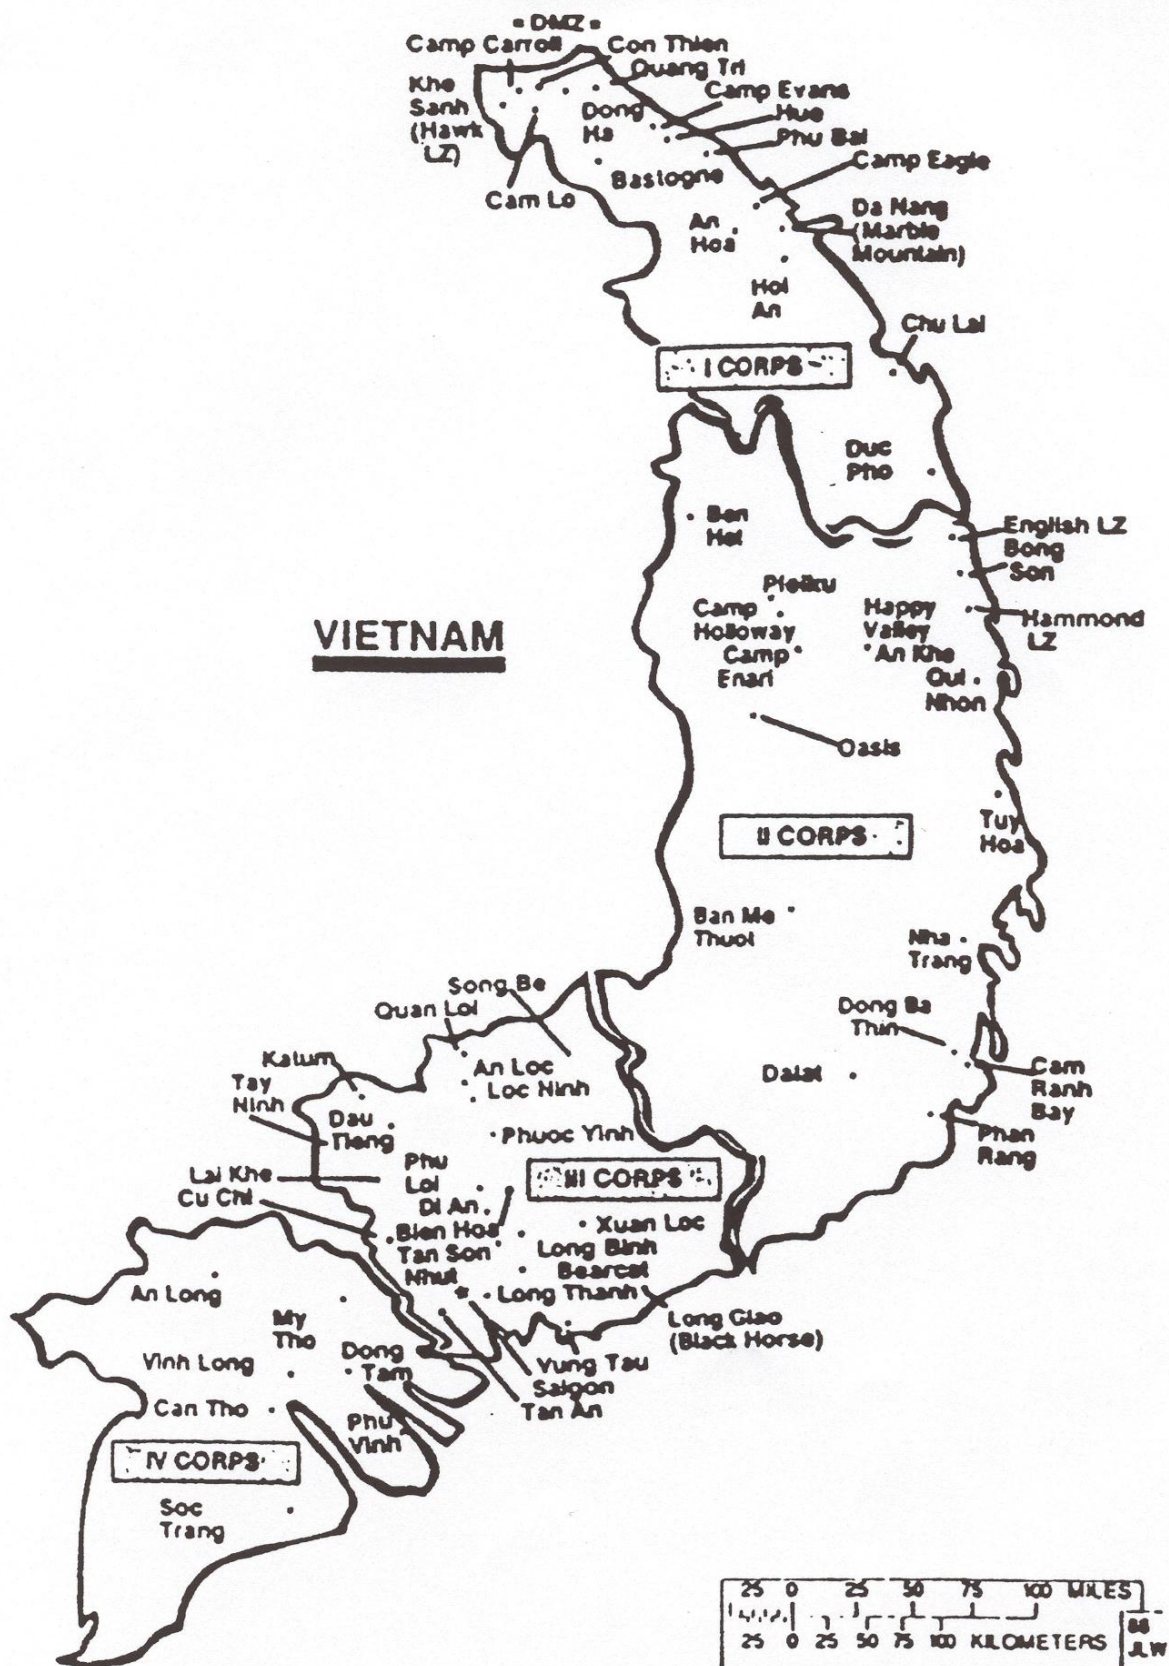 = DMZ =
Camp Carroll
Con Thien
Quang Tri
Khe
Sanh
(Hawk
LZ)
Dong
Ha
Camp Evans
Hue
Phu Bai
Bastogne
Camp Eagle
Cam Lo
An
Hoa
Da Nang
(Marble
Mountain)
Hoi
An
Chu Lai
I CORPS
Duc
Pho
Ben
Het
English LZ
Bong
Son
Pleiku
Camp
Holloway
Happy
Valley
Hammond
LZ
VIETNAM
Camp
Enari
An Khe
Qui
Nhon
Oasis
Tuy
Hoa
II CORPS
Ban Me
Thuot
Nha
Trang
Song Be
Quan Loi
Dong Ba
Thin
Katum
An Loc
Loc Ninh
Dalat
Cam
Ranh
Bay
Tay
Ninh
Dau
Tieng
Phuoc Vinh
Phan
Rang
Lai Khe
Cu Chi
Phu
Loi
III CORPS
Di An
Bien Hoa
Xuan Loc
Tan Son
Nhut
Long Binh
Bearcat
An Long
Long Thanh
Long Giao
(Black Horse)
My
Tho
Vinh Long
Dong
Tam
Vung Tau
Saigon
Tan An
Can Tho
Phu
Vinh
IV CORPS
Soc
Trang
25 0 25 50 75 100 MILES
25 0 25 50 75 100 KILOMETERS
88
JLW